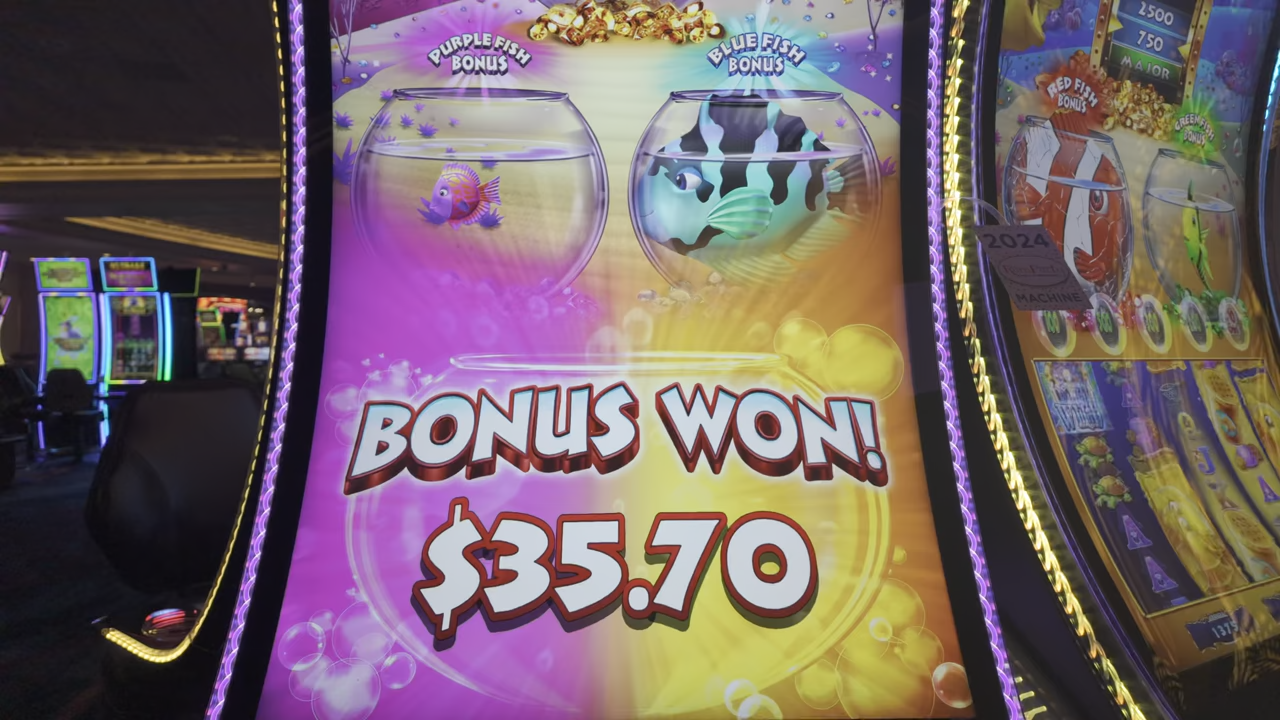 PURPLE FISH
BONUS
BLUE FISH
BONUS
BONUS WON!
$35.70
2500
750
MAJOR
RED FISH
BONUS
GREEN FISH
BONUS
2024
MACHINE